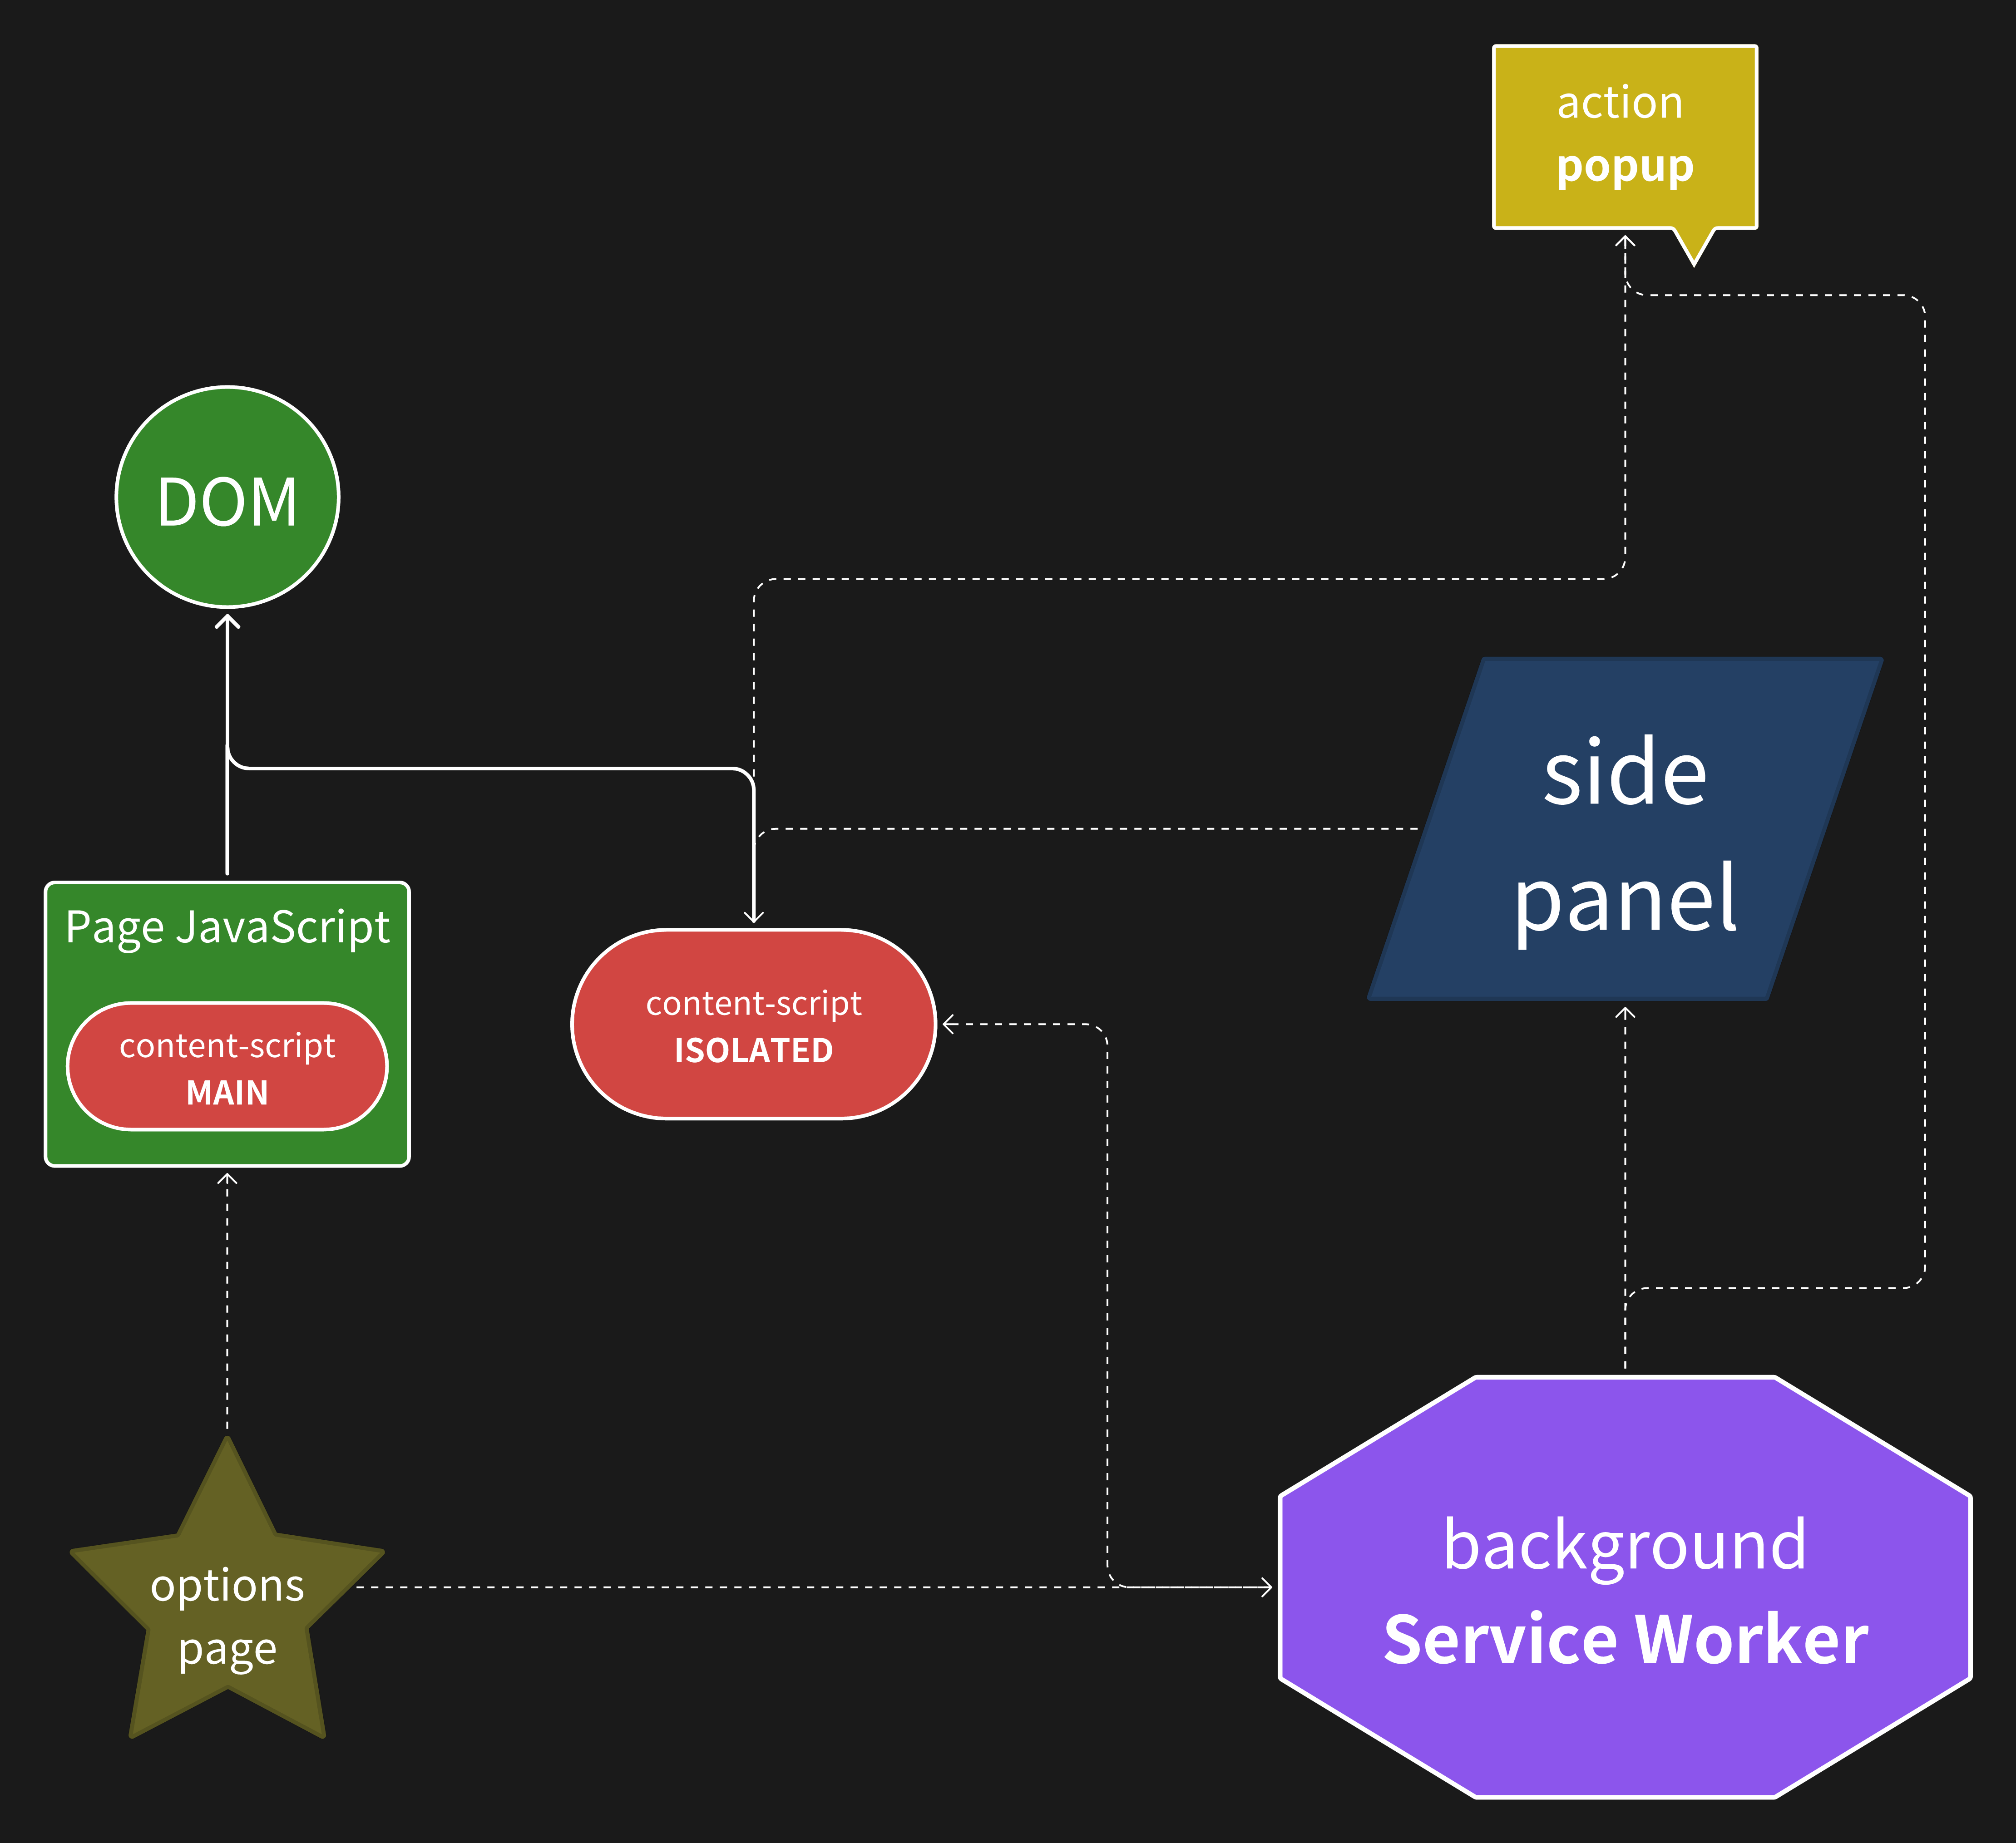 action
popup
DOM
side
panel
Page JavaScript
content-script
MAIN
content-script
ISOLATED
options
page
background
Service Worker